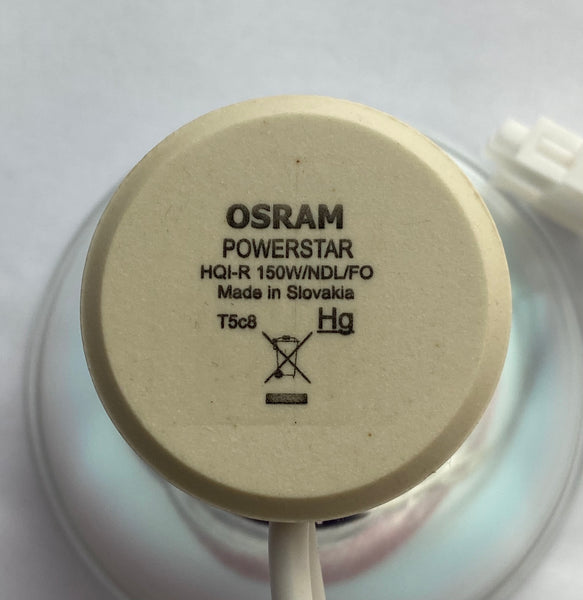 OSRAM
POWERSTAR
HQI-R 150W/NDL/FO
Made in Slovakia
T5c8 Hg